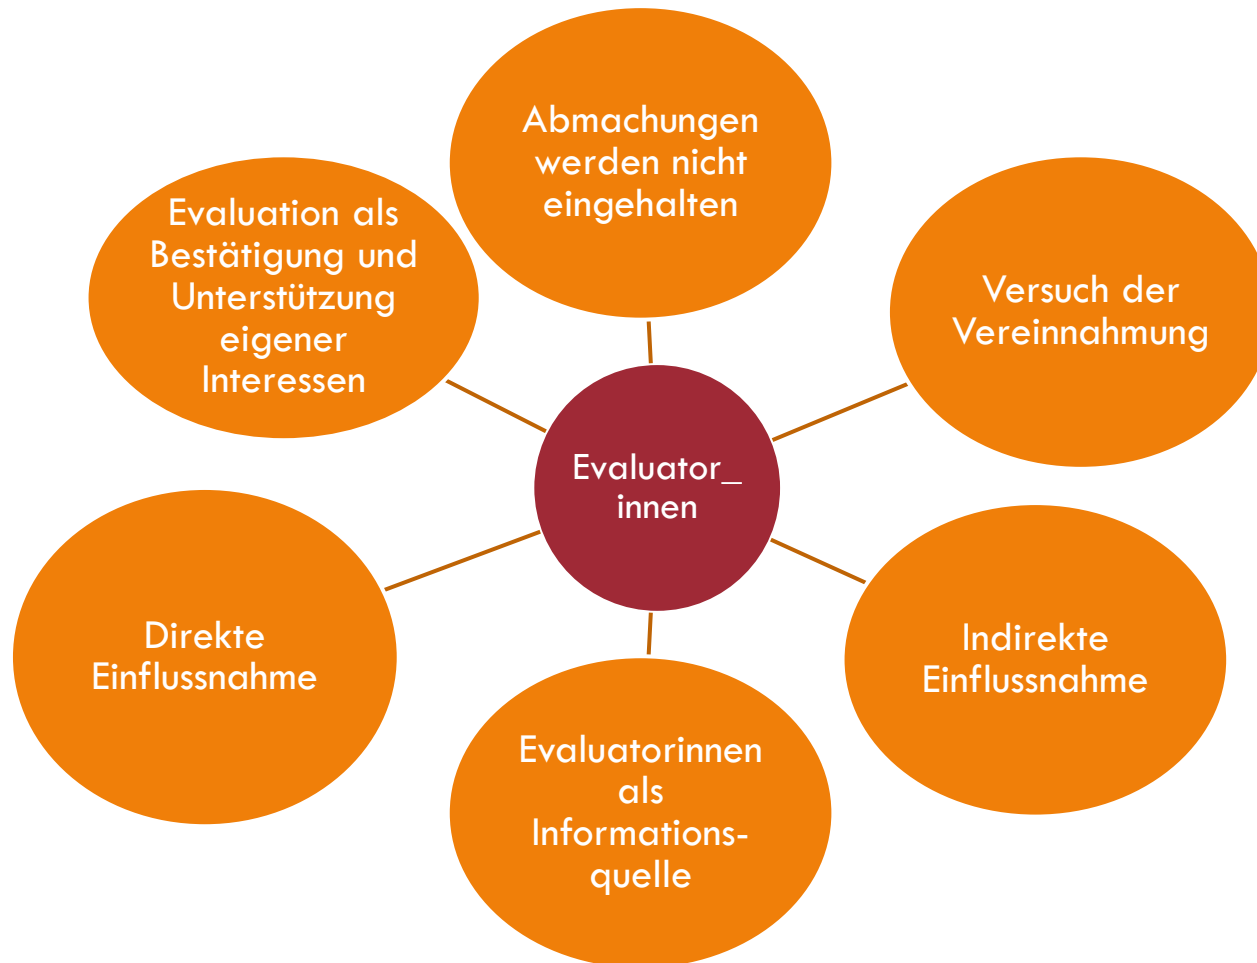 Abmachungen
werden nicht
eingehalten
Evaluation als
Bestätigung und
Unterstützung
eigener
Interessen
Versuch der
Vereinnahmung
Evaluator_
innen
Direkte
Einflussnahme
Indirekte
Einflussnahme
Evaluatorinnen
als
Informations-
quelle